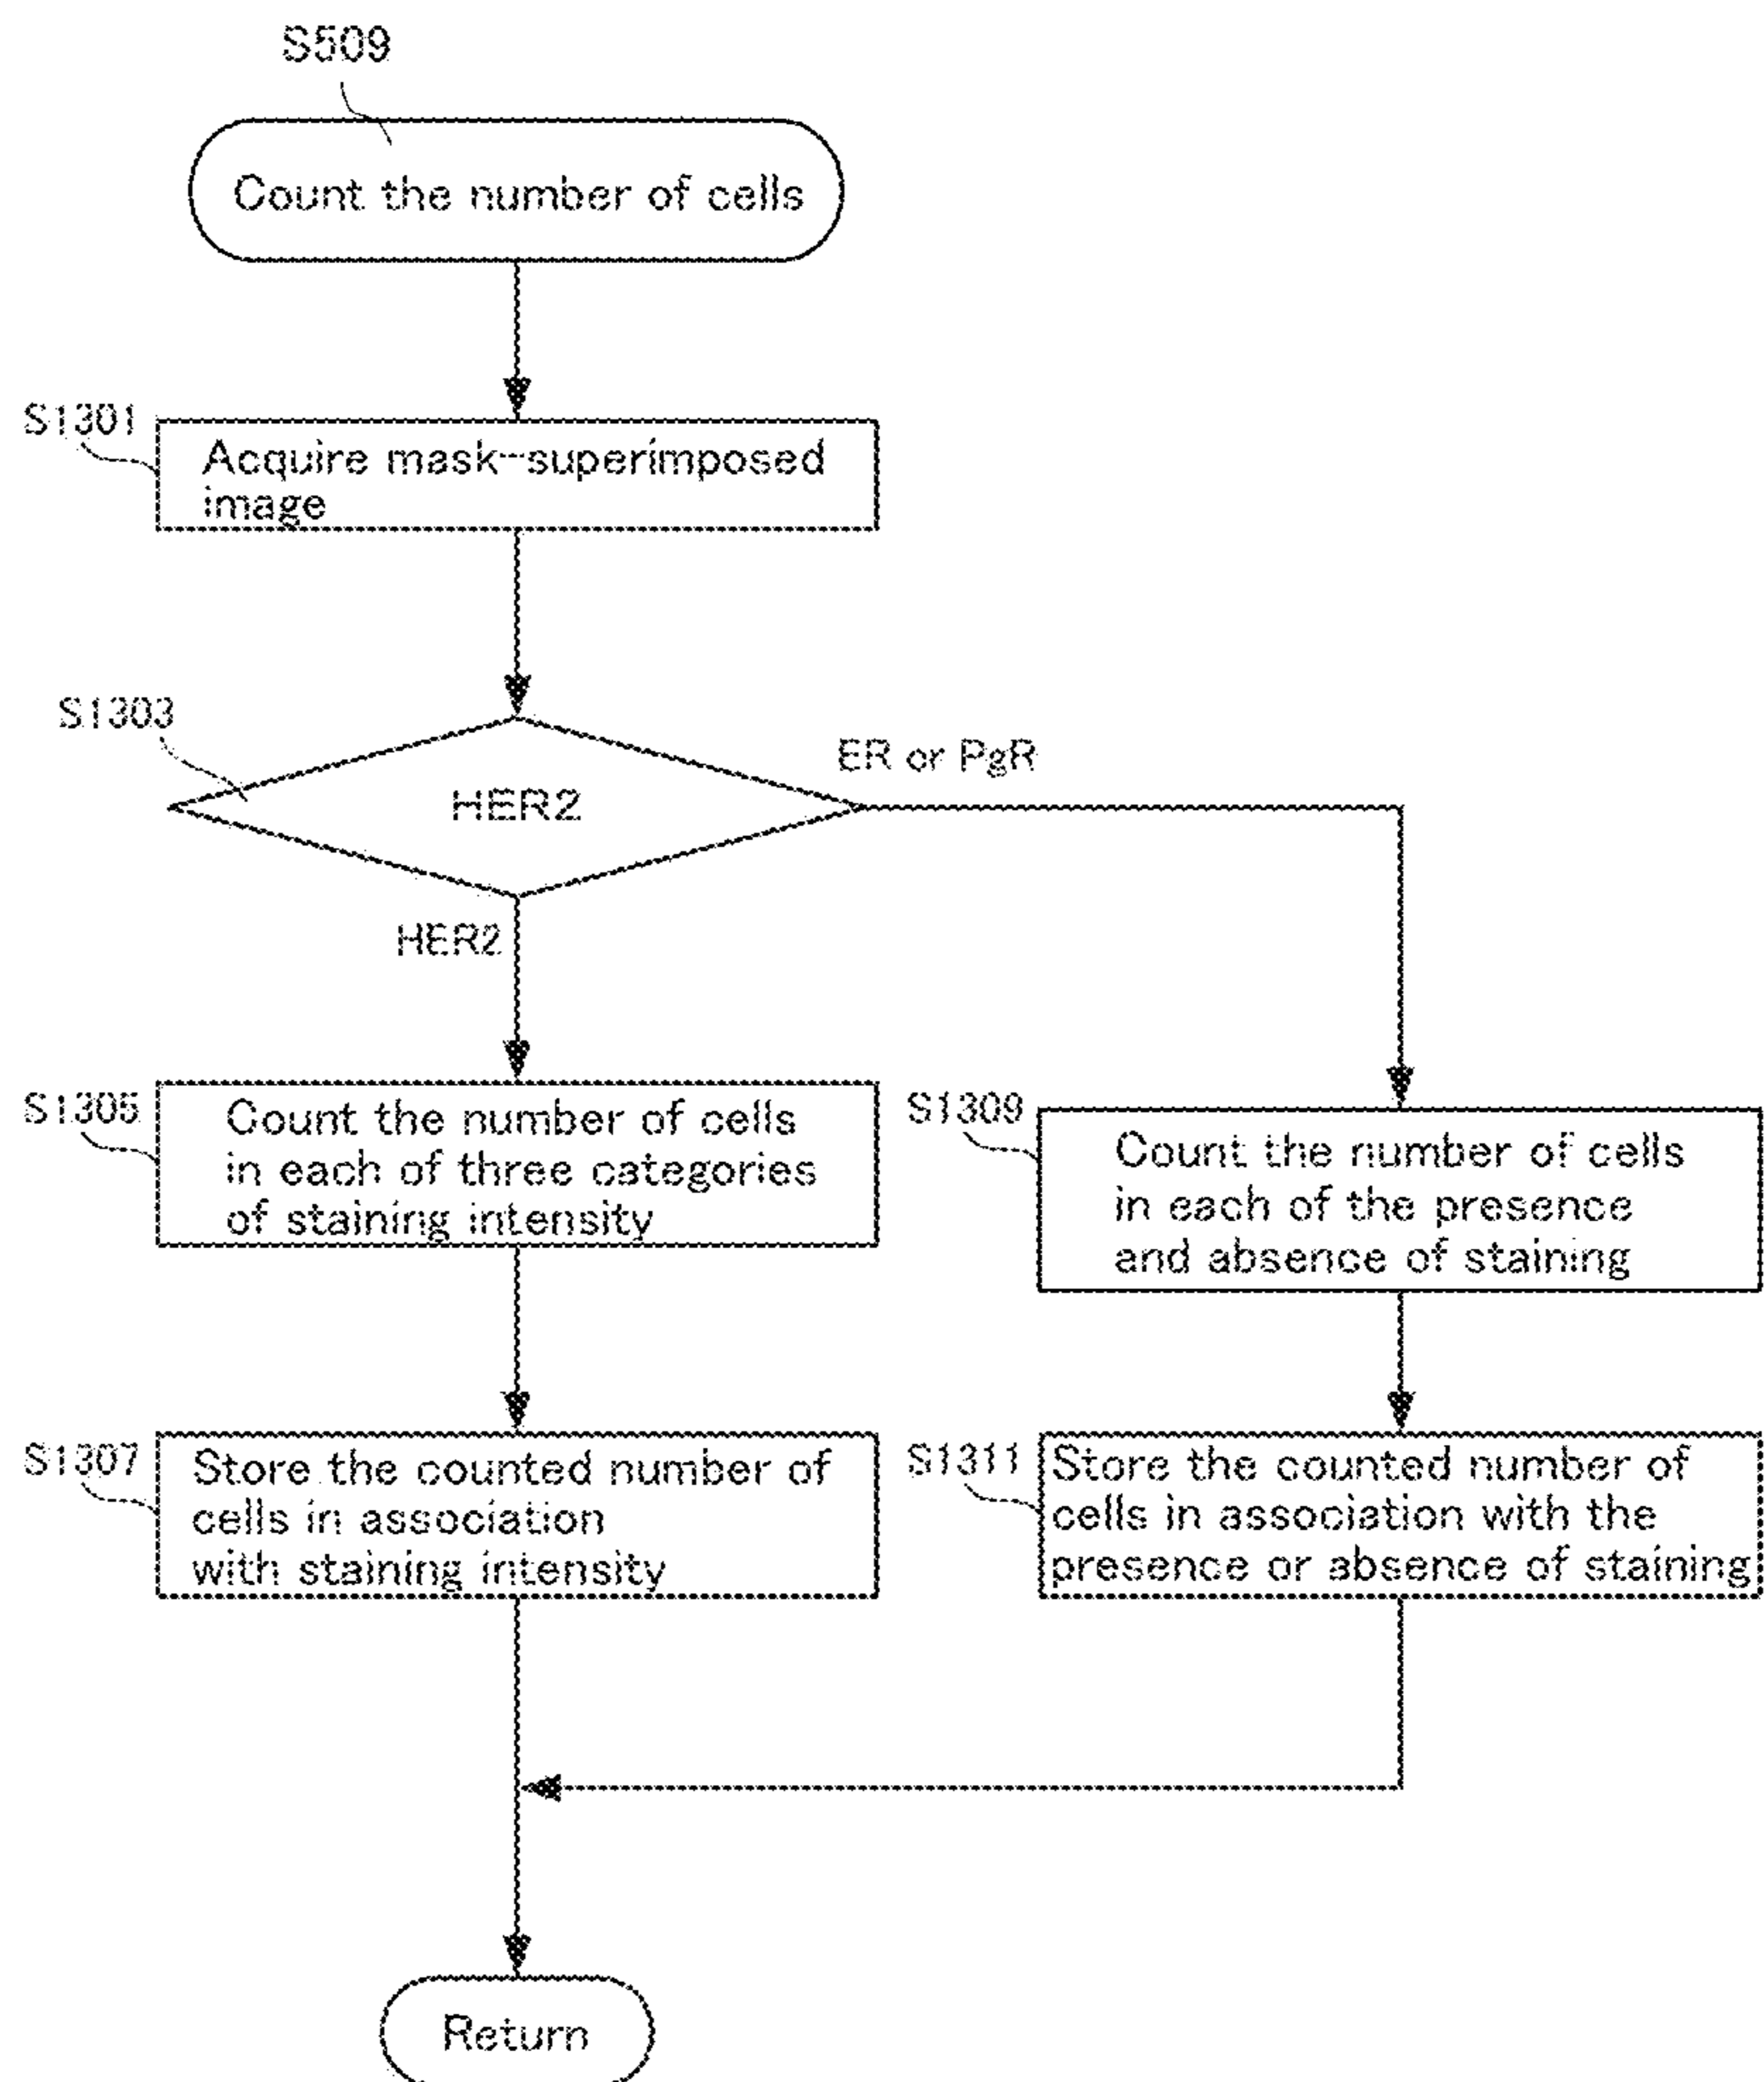 S509
Count the number of cells
S1301
Acquire mask-superimposed
image
S1303
HER2
ER or PgR
HER2
S1305
Count the number of cells
in each of three categories
of staining intensity
S1309
Count the number of cells
in each of the presence
and absence of staining
S1307
Store the counted number of
cells in association
with staining intensity
S1311
Store the counted number of
cells in association with the
presence or absence of staining
Return